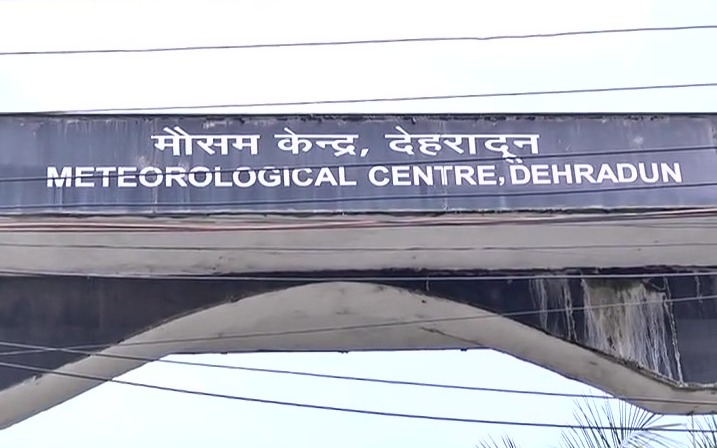 मौसम केन्द्र, देहरादून
METEOROLOGICAL CENTRE, DEHRADUN